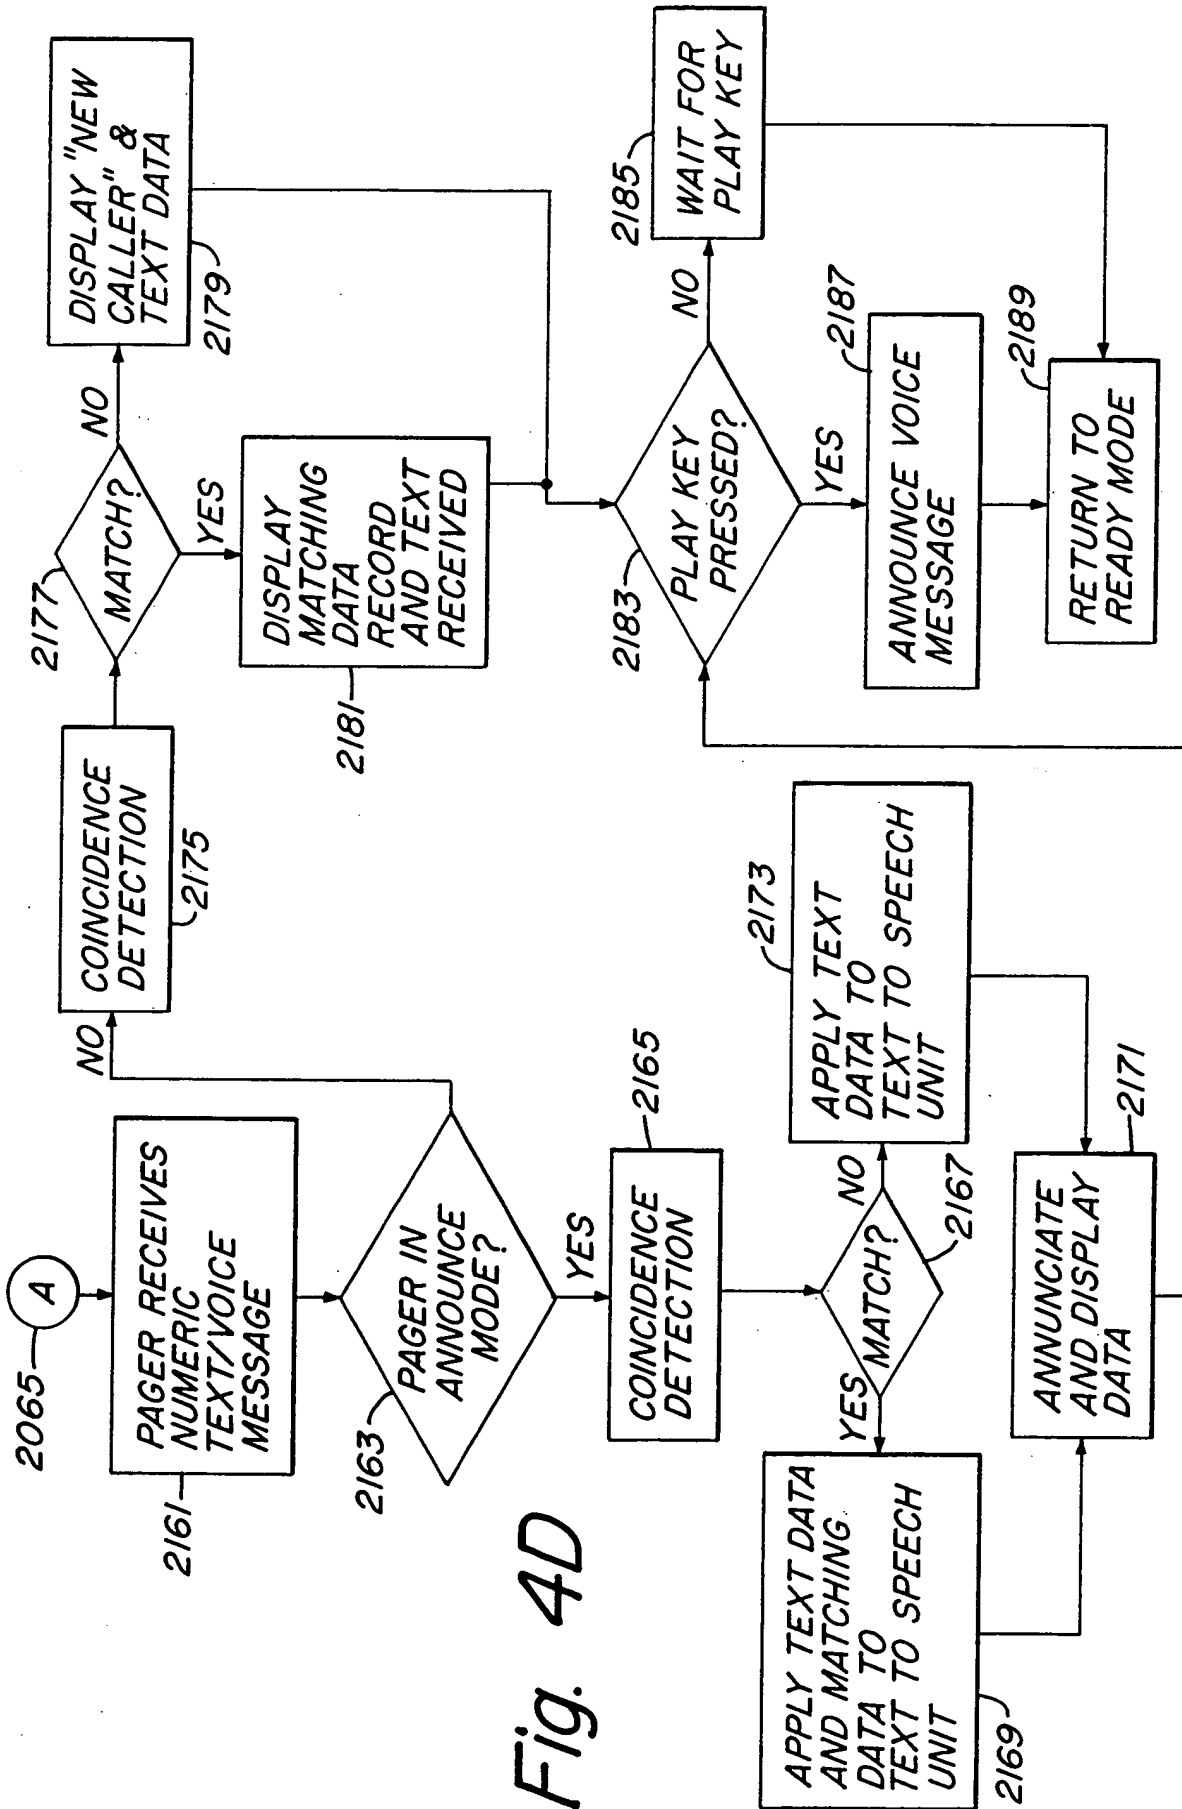 2065
A
2161
PAGER RECEIVES
NUMERIC
TEXT/VOICE
MESSAGE
2163
PAGER IN
ANNOUNCE
MODE?
NO
YES
COINCIDENCE
DETECTION
2165
MATCH?
2167
YES
NO
APPLY TEXT DATA
AND MATCHING
DATA TO
TEXT TO SPEECH
UNIT
2169
APPLY TEXT
DATA TO
TEXT TO SPEECH
UNIT
2173
ANNUNCIATE
AND DISPLAY
DATA
2171
COINCIDENCE
DETECTION
2175
2177
MATCH?
NO
YES
DISPLAY "NEW
CALLER" &
TEXT DATA
2179
DISPLAY
MATCHING
DATA
RECORD
AND TEXT
RECEIVED
2181
2183
PLAY KEY
PRESSED?
NO
YES
2185
WAIT FOR
PLAY KEY
2187
ANNOUNCE VOICE
MESSAGE
2189
RETURN TO
READY MODE
Fig. 4D